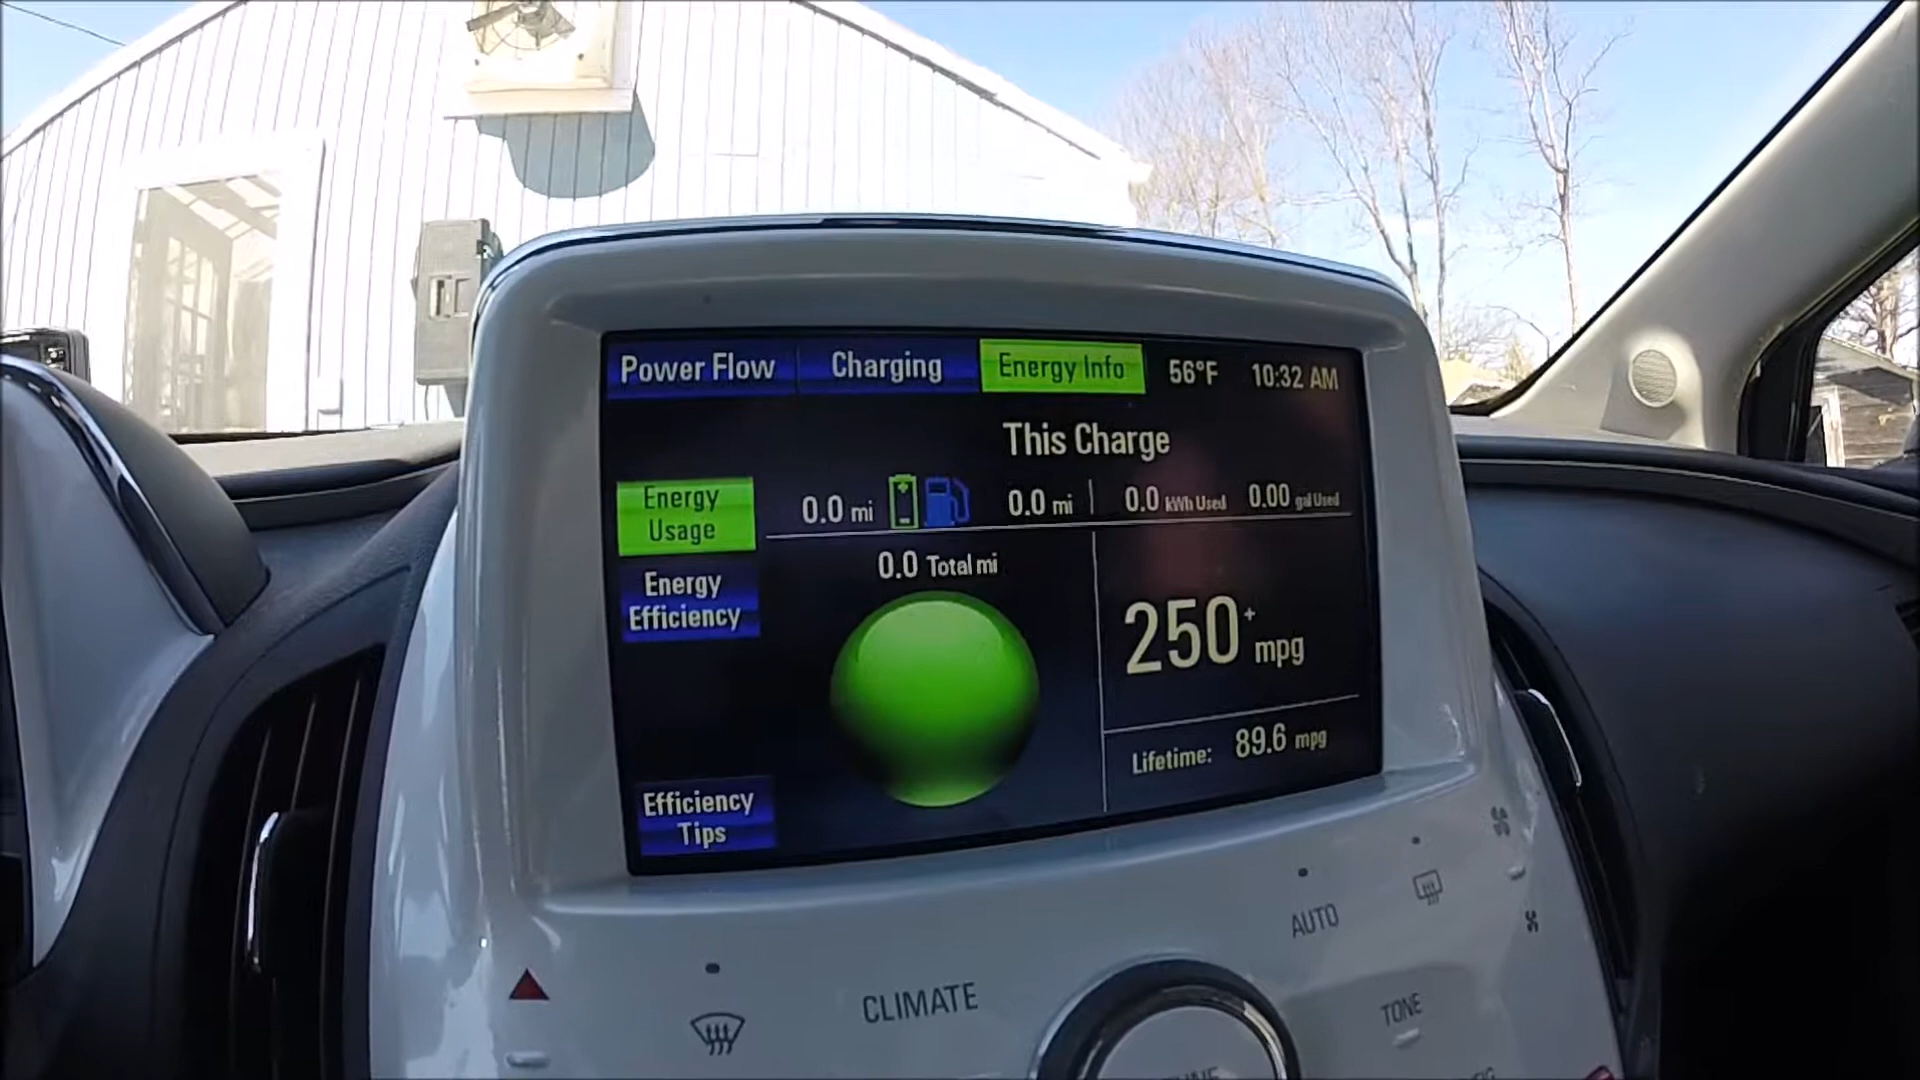 Power Flow Charging Energy Info 56°F 10:32 AM
This Charge
Energy
Usage
0.0 mi 0.0 mi 0.0 kWh Used 0.00 gal Used
0.0 Total mi
Energy
Efficiency
250+ mpg
Lifetime: 89.6 mpg
Efficiency
Tips
AUTO
CLIMATE
TONE